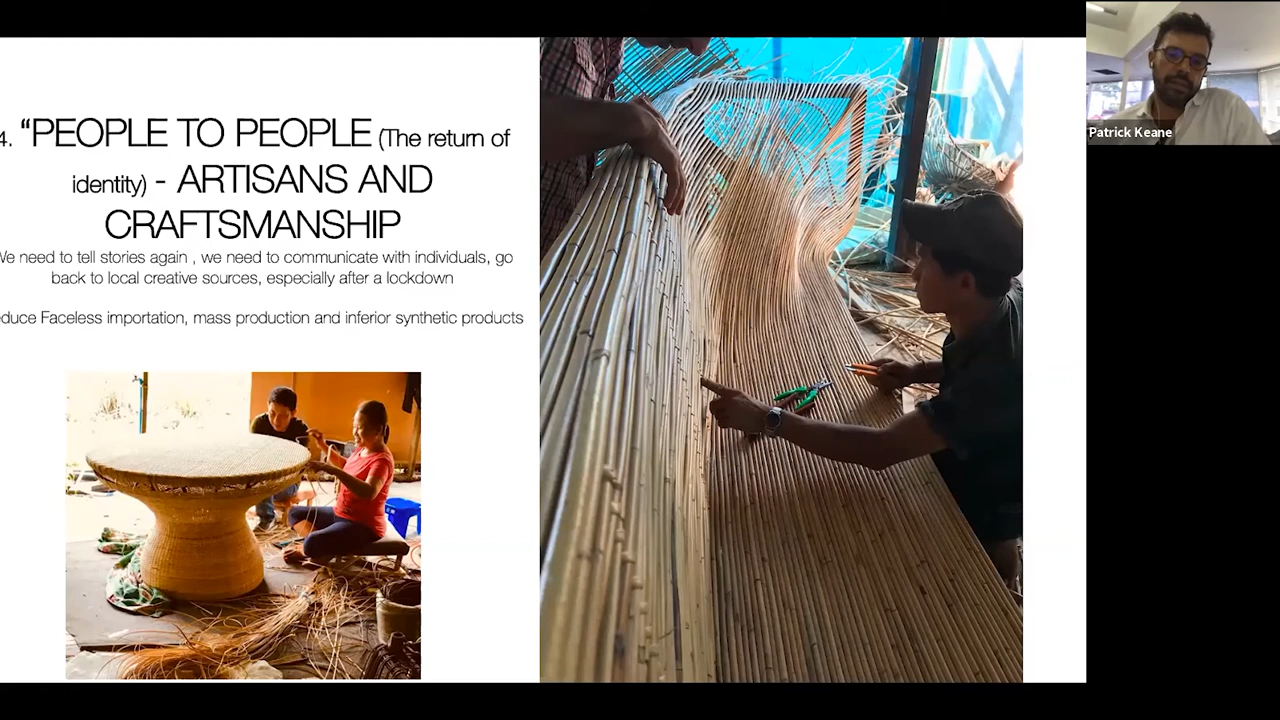 4. “PEOPLE TO PEOPLE (The return of
identity) - ARTISANS AND
CRAFTSMANSHIP
We need to tell stories again , we need to communicate with individuals, go
back to local creative sources, especially after a lockdown
educe Faceless importation, mass production and inferior synthetic products
Patrick Keane